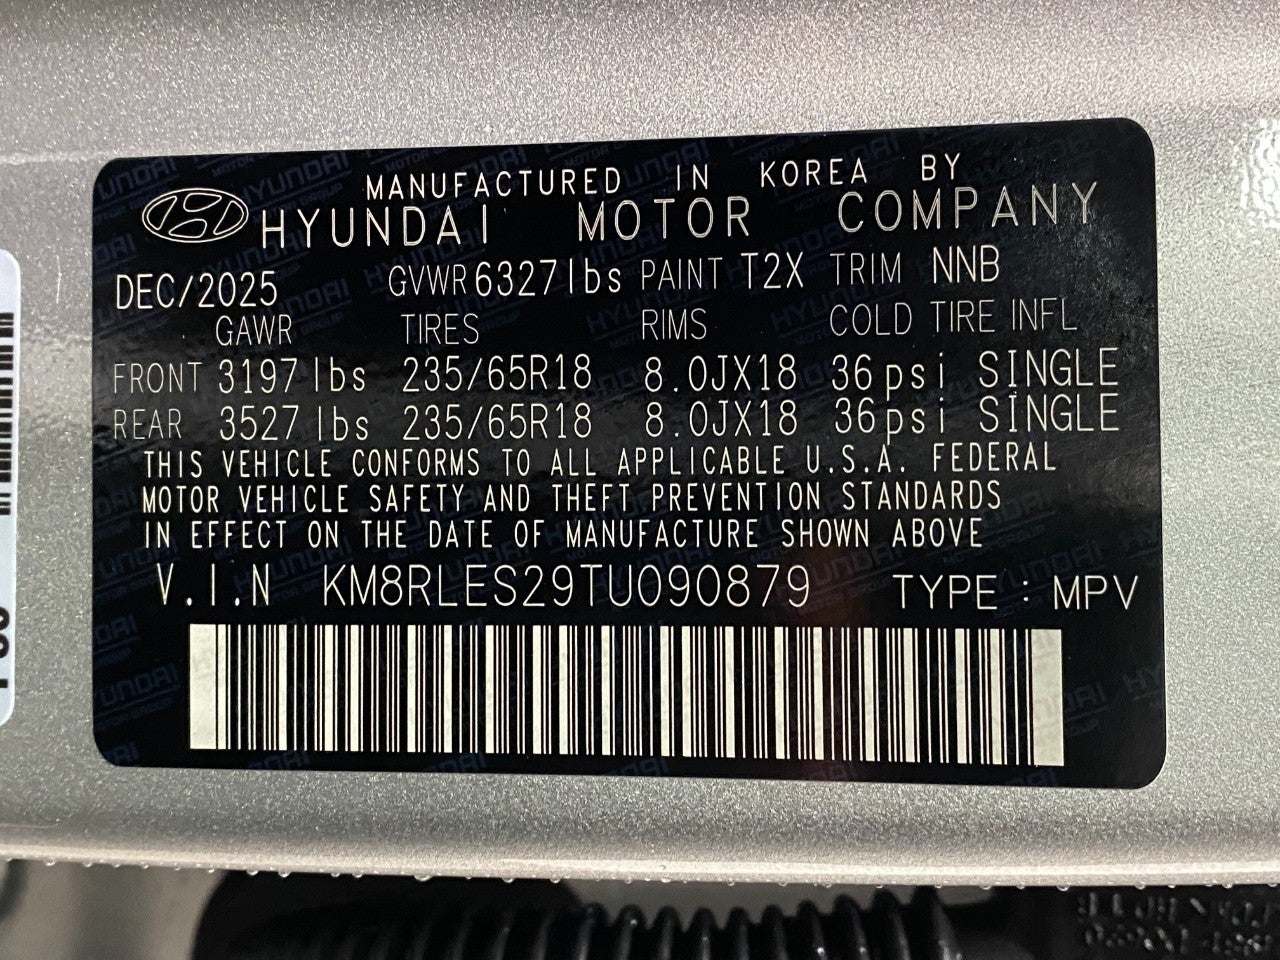 MANUFACTURED IN KOREA BY
HYUNDAI MOTOR COMPANY
DEC/2025 GVWR 6327lbs PAINT T2X TRIM NNB
GAWR TIRES RIMS COLD TIRE INFL
FRONT 3197lbs 235/65R18 8.0JX18 36psi SINGLE
REAR 3527lbs 235/65R18 8.0JX18 36psi SINGLE
THIS VEHICLE CONFORMS TO ALL APPLICABLE U.S.A. FEDERAL
MOTOR VEHICLE SAFETY AND THEFT PREVENTION STANDARDS
IN EFFECT ON THE DATE OF MANUFACTURE SHOWN ABOVE
V.I.N KM8RLES29TU090879 TYPE : MPV